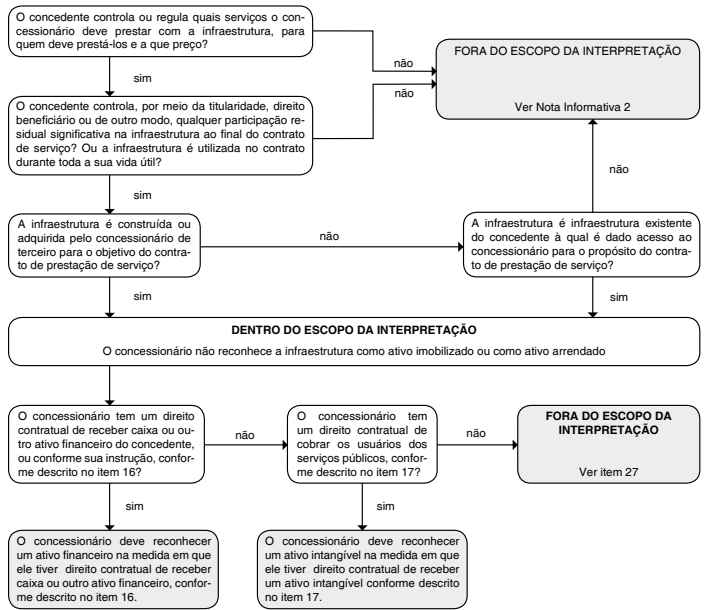 O concedente controla ou regula quais serviços o con-
cessionário deve prestar com a infraestrutura, para
quem deve prestá-los e a que preço?
não
sim
FORA DO ESCOPO DA INTERPRETAÇÃO
Ver Nota Informativa 2
O concedente controla, por meio da titularidade, direito
beneficiário ou de outro modo, qualquer participação re-
sidual significativa na infraestrutura ao final do contrato
de serviço? Ou a infraestrutura é utilizada no contrato
durante toda a sua vida útil?
não
sim
A infraestrutura é construída ou
adquirida pelo concessionário de
terceiro para o objetivo do contra-
to de prestação de serviço?
não
A infraestrutura é infraestrutura existente
do concedente à qual é dado acesso ao
concessionário para o propósito do contra-
to de prestação de serviço?
não
sim
sim
DENTRO DO ESCOPO DA INTERPRETAÇÃO
O concessionário não reconhece a infraestrutura como ativo imobilizado ou como ativo arrendado
O concessionário tem um direito
contratual de receber caixa ou ou-
tro ativo financeiro do concedente,
ou conforme sua instrução, confor-
me descrito no item 16?
não
O concessionário tem
um direito contratual de
cobrar os usuários dos
serviços públicos, confor-
me descrito no item 17?
não
FORA DO ESCOPO DA
INTERPRETAÇÃO
Ver item 27
sim
sim
O concessionário deve reconhecer
um ativo financeiro na medida em que
ele tiver direito contratual de receber
caixa ou outro ativo financeiro, confor-
me descrito no item 16.
O concessionário deve reconhecer
um ativo intangível na medida em que
ele tiver direito contratual de receber
um ativo intangível conforme descrito
no item 17.